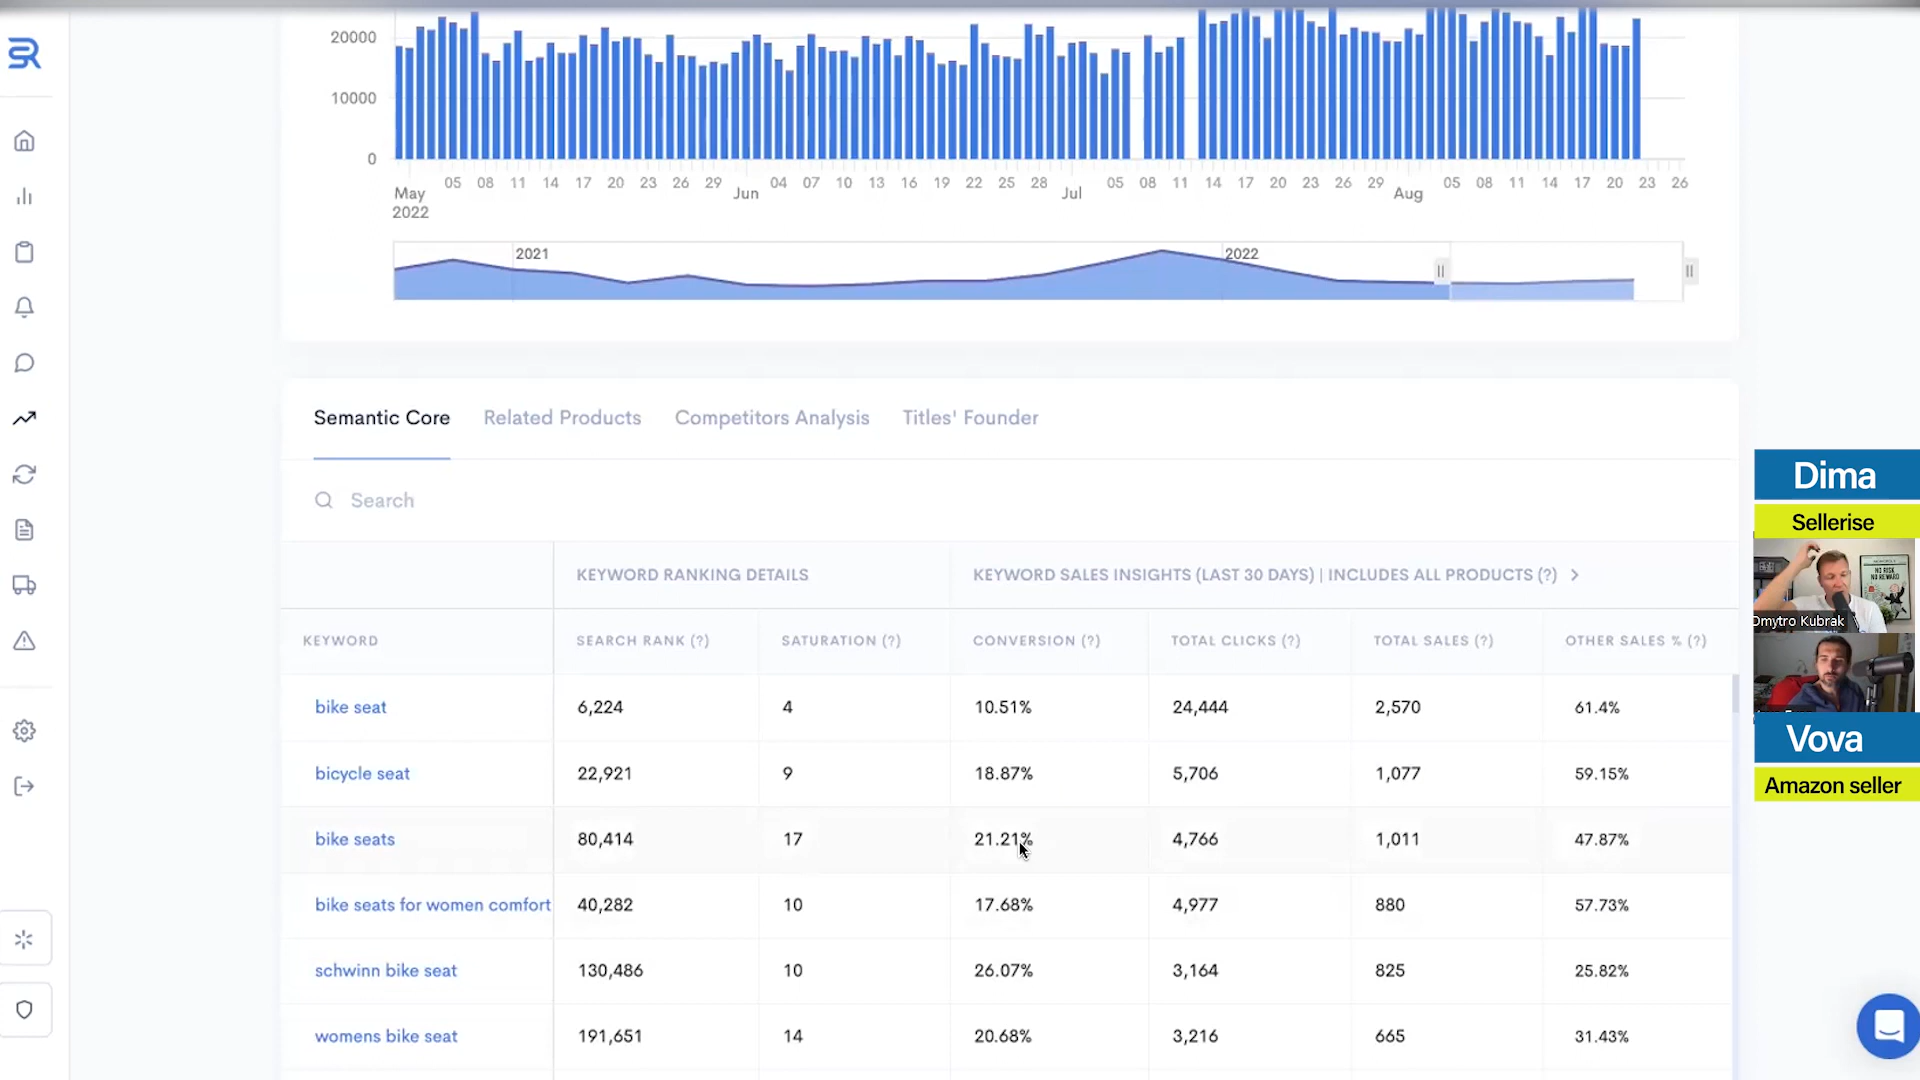 SR
20000
10000
0
05 08 11 14 17 20 23 26 29 04 07 10 13 16 19 22 25 28 05 08 11 14 17 20 23 26 29 05 08 11 14 17 20 23 26
May Jun Jul Aug
2022
2021 2022
Semantic Core Related Products Competitors Analysis Titles' Founder
Search
KEYWORD RANKING DETAILS KEYWORD SALES INSIGHTS (LAST 30 DAYS) | INCLUDES ALL PRODUCTS (?) >
KEYWORD SEARCH RANK (?) SATURATION (?) CONVERSION (?) TOTAL CLICKS (?) TOTAL SALES (?) OTHER SALES % (?)
bike seat 6,224 4 10.51% 24,444 2,570 61.4%
bicycle seat 22,921 9 18.87% 5,706 1,077 59.15%
bike seats 80,414 17 21.21% 4,766 1,011 47.87%
bike seats for women comfort 40,282 10 17.68% 4,977 880 57.73%
schwinn bike seat 130,486 10 26.07% 3,164 825 25.82%
womens bike seat 191,651 14 20.68% 3,216 665 31.43%
Dima
Sellerise
NO RISK
NO REWARD
Dmytro Kubrak
Vova
Amazon seller